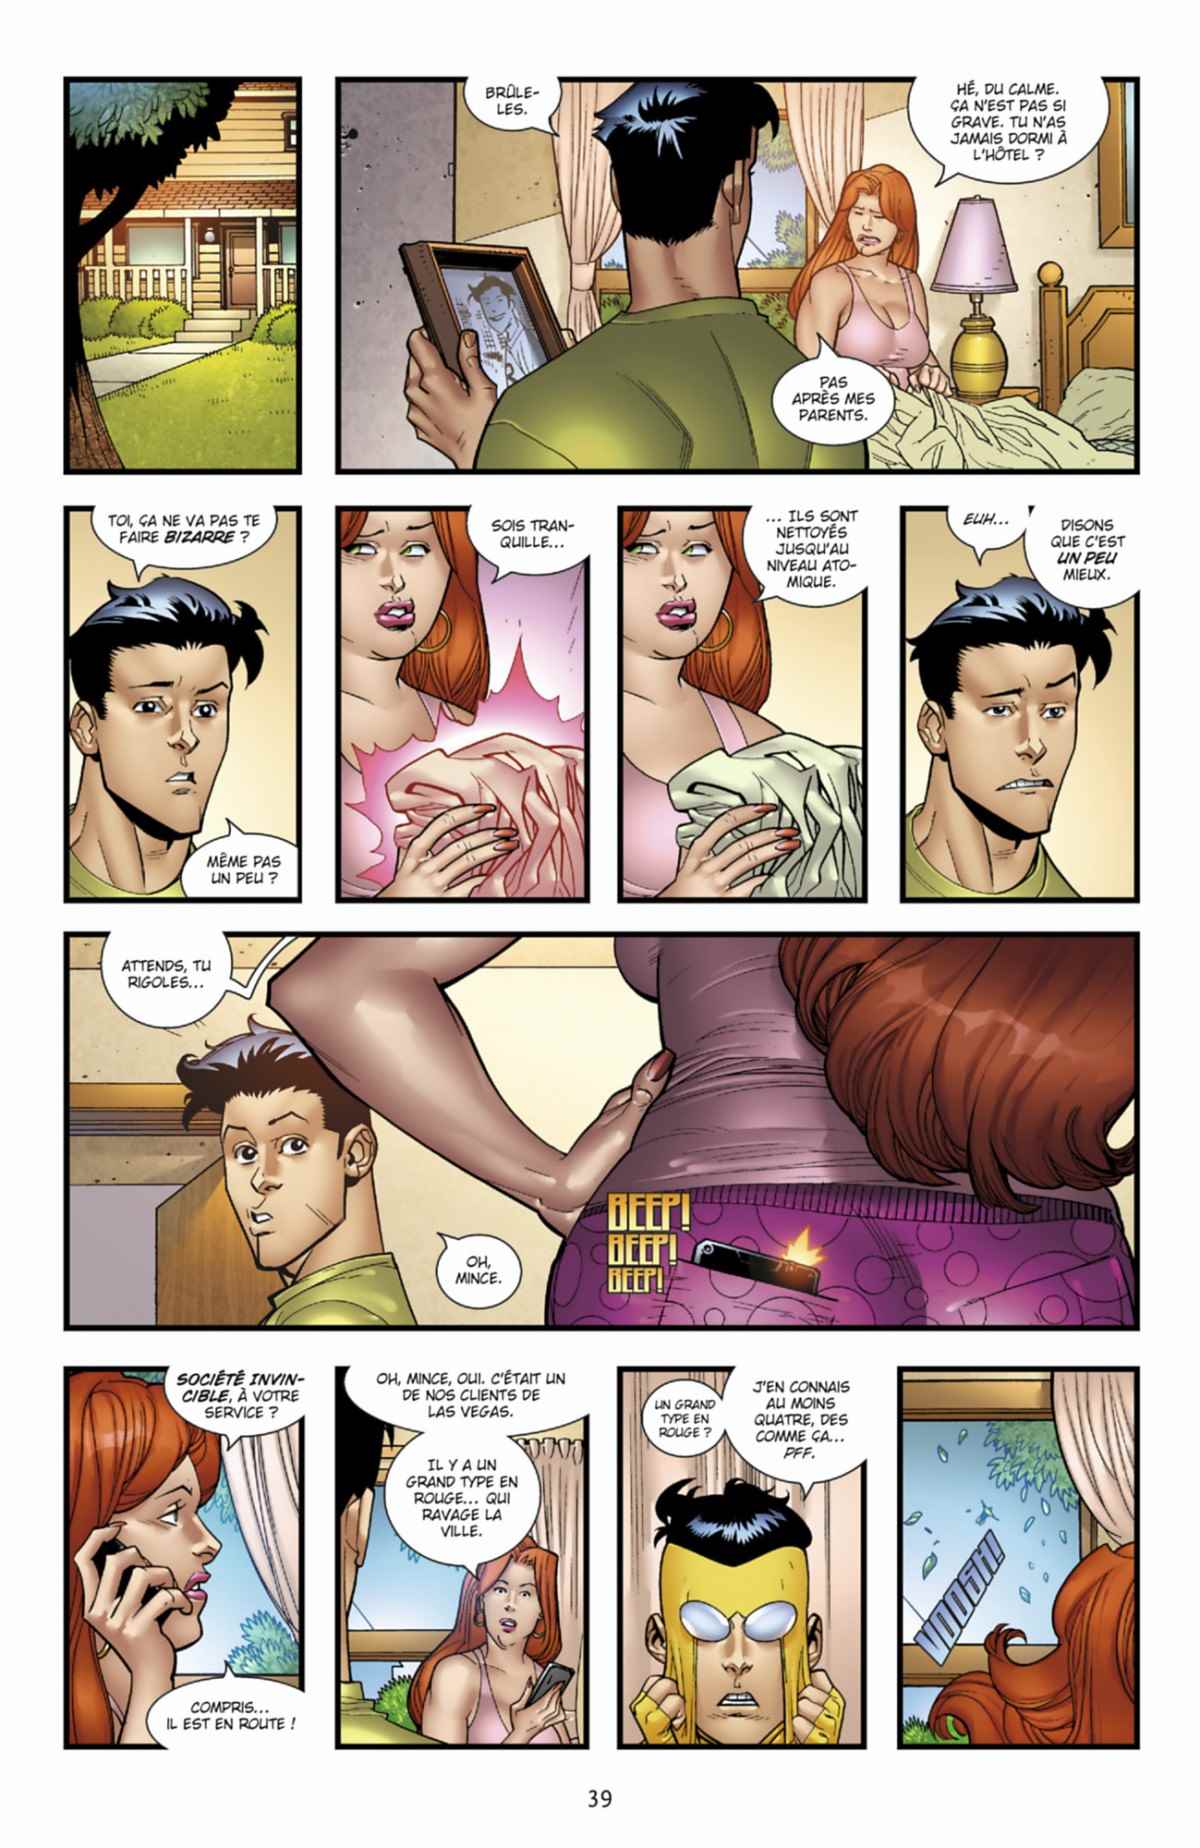 BRÛLE-
LES.
HÉ, DU CALME.
ÇA N'EST PAS SI
GRAVE. TU N'AS
JAMAIS DORMI À
L'HÔTEL ?
PAS
APRÈS MES
PARENTS.
TOI, ÇA NE VA PAS TE
FAIRE BIZARRE ?
MÊME PAS
UN PEU ?
SOIS TRAN-
QUILLE...
... ILS SONT
NETTOYÉS
JUSQU'AU
NIVEAU ATO-
MIQUE.
EUH...
DISONS
QUE C'EST
UN PEU
MIEUX.
ATTENDS, TU
RIGOLES...
OH,
MINCE.
BEEP!
BEEP!
BEEP!
SOCIÉTÉ INVIN-
CIBLE, À VOTRE
SERVICE ?
COMPRIS...
IL EST EN ROUTE !
OH, MINCE, OUI. C'ÉTAIT UN
DE NOS CLIENTS DE
LAS VEGAS.
IL Y A UN
GRAND TYPE EN
ROUGE... QUI
RAVAGE LA
VILLE.
UN GRAND
TYPE EN
ROUGE ?
J'EN CONNAIS
AU MOINS
QUATRE, DES
COMME ÇA...
PFF.
VOOSH!
39